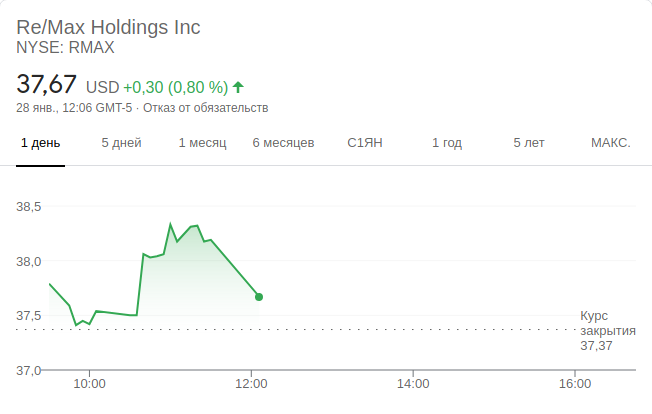 Re/Max Holdings Inc
NYSE: RMAX
37,67 USD +0,30 (0,80 %)
28 янв., 12:06 GMT-5 · Отказ от обязательств
1 день 5 дней 1 месяц 6 месяцев С1ЯН 1 год 5 лет МАКС.
38,5
38,0
37,5
Курс
закрытия
37,37
37,0
10:00 12:00 14:00 16:00